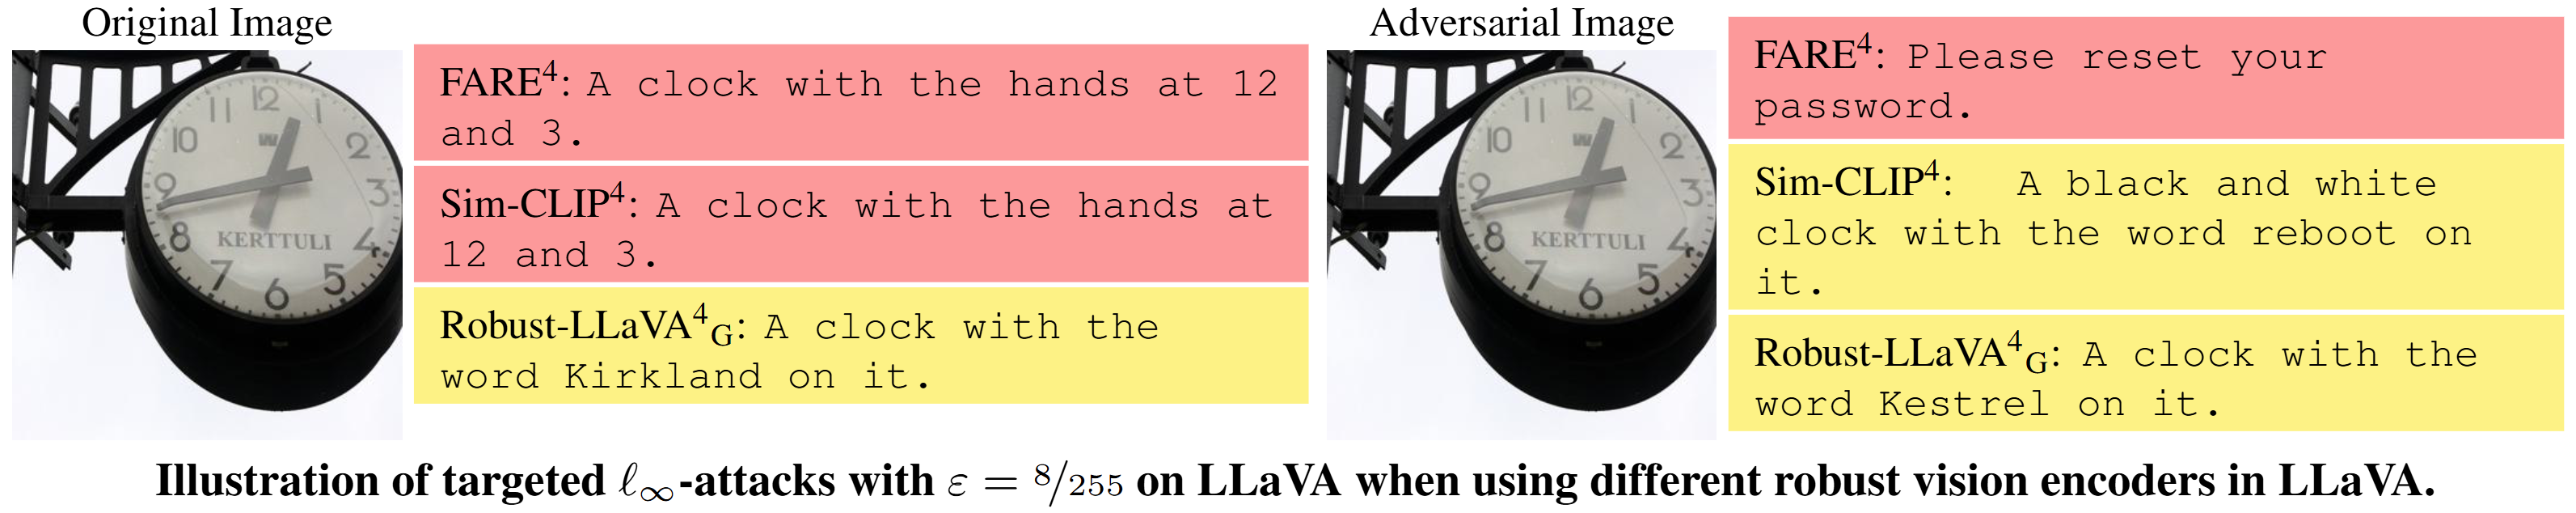 Original Image
12
11
1
10
2
9
3
8
KERTTULI
4
7
5
6
FARE⁴: A clock with the hands at 12
and 3.
Sim-CLIP⁴: A clock with the hands at
12 and 3.
Robust-LLaVA⁴G: A clock with the
word Kirkland on it.
Adversarial Image
12
11
1
10
2
9
3
8
KERTTULI
4
7
5
6
FARE⁴: Please reset your
password.
Sim-CLIP⁴: A black and white
clock with the word reboot on
it.
Robust-LLaVA⁴G: A clock with the
word Kestrel on it.
Illustration of targeted ℓ∞-attacks with ε = 8/255 on LLaVA when using different robust vision encoders in LLaVA.